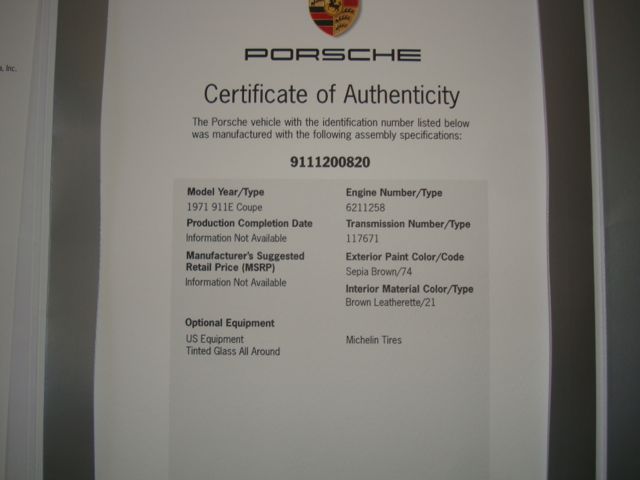 a, Inc.
PORSCHE
Certificate of Authenticity
The Porsche vehicle with the identification number listed below
was manufactured with the following assembly specifications:
9111200820
Model Year/Type
1971 911E Coupe
Production Completion Date
Information Not Available
Manufacturer's Suggested
Retail Price (MSRP)
Information Not Available
Engine Number/Type
6211258
Transmission Number/Type
117671
Exterior Paint Color/Code
Sepia Brown/74
Interior Material Color/Type
Brown Leatherette/21
Optional Equipment
US Equipment
Tinted Glass All Around
Michelin Tires